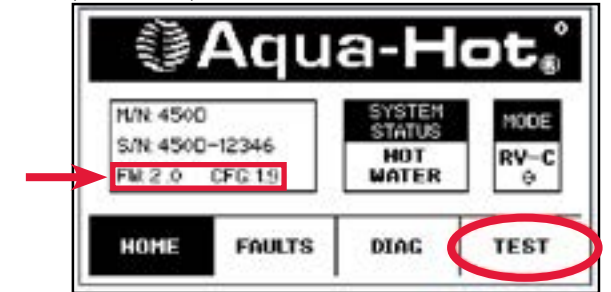 Aqua-Hot®
M/N: 450D
S/N: 450D-12346
FW: 2.0 CFG: 1.9
SYSTEM
STATUS
HOT
WATER
MODE
RV-C
HOME
FAULTS
DIAG
TEST